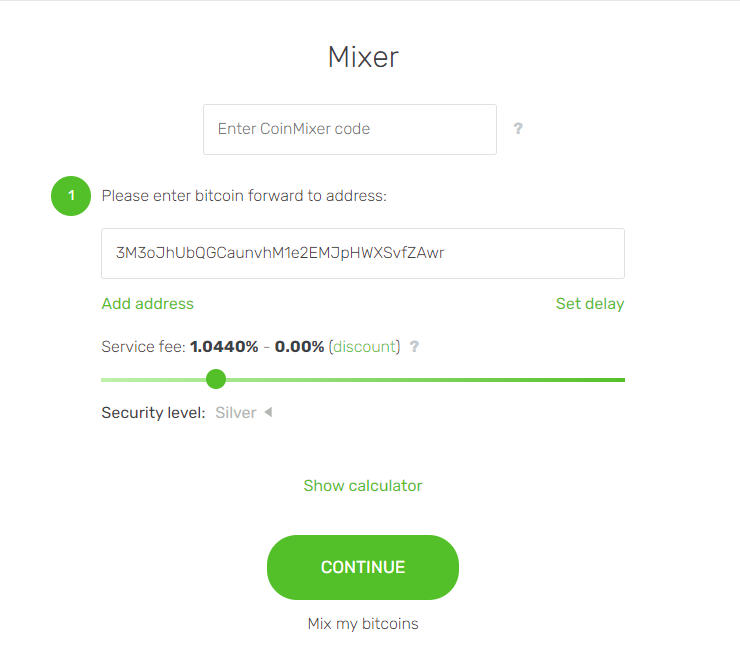 Mixer
Enter CoinMixer code
?
1
Please enter bitcoin forward to address:
3M3oJhUbQGCaunvhM1e2EMJpHWXSvfZAwr
Add address
Set delay
Service fee: 1.0440% - 0.00% (discount) ?
Security level: Silver
Show calculator
CONTINUE
Mix my bitcoins